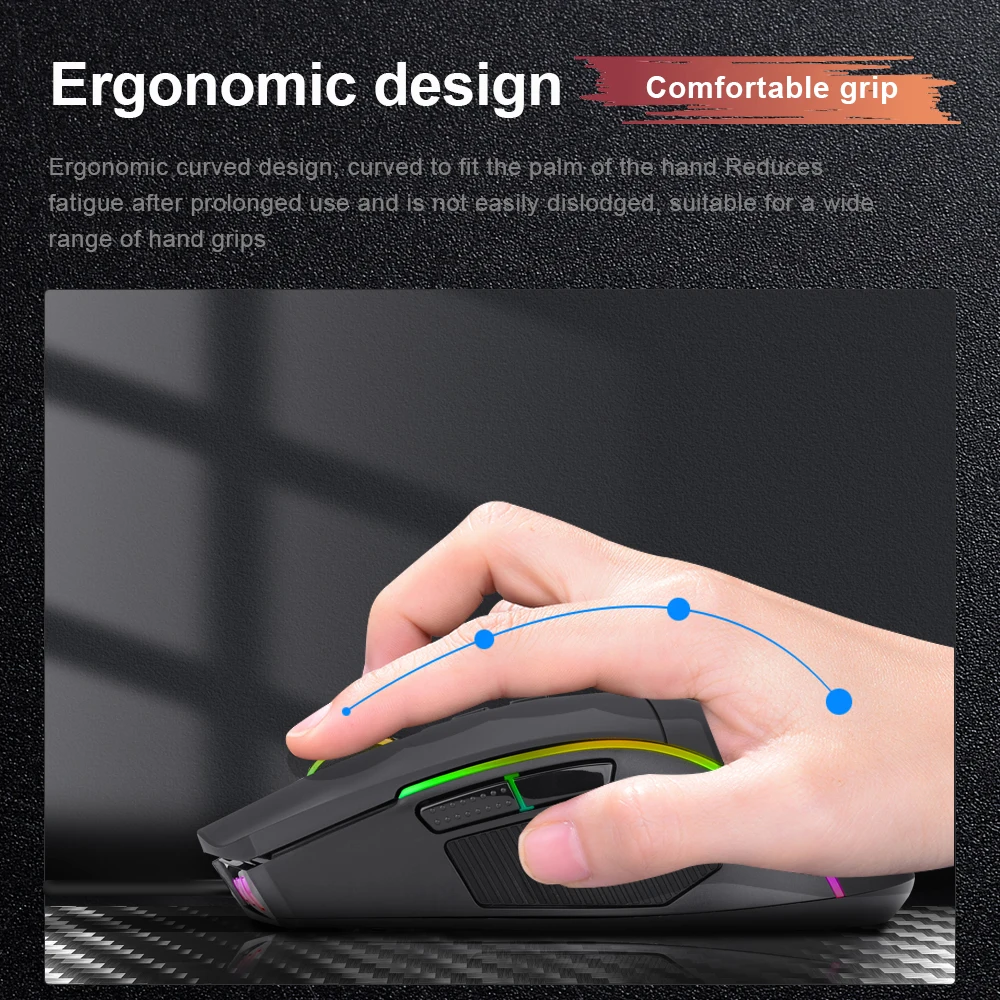 Ergonomic design
Comfortable grip
Ergonomic curved design, curved to fit the palm of the hand Reduces
fatigue after prolonged use and is not easily dislodged, suitable for a wide
range of hand grips